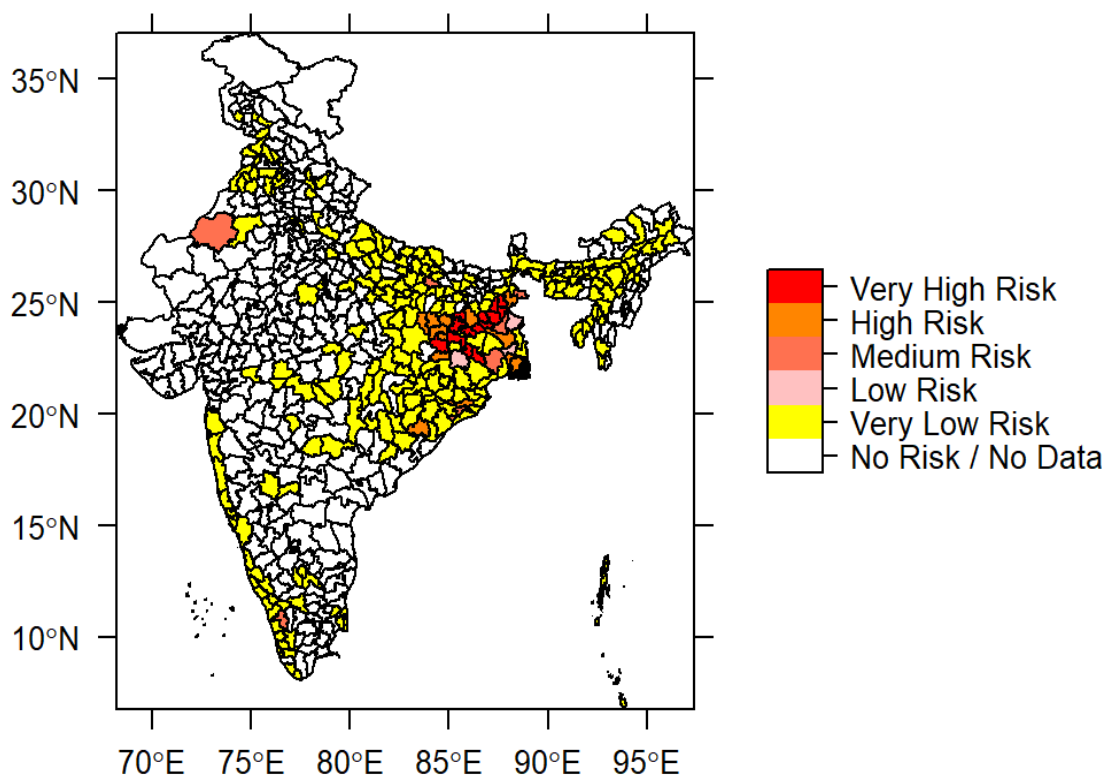 35°N
30°N
25°N
20°N
15°N
10°N
70°E 75°E 80°E 85°E 90°E 95°E
Very High Risk
High Risk
Medium Risk
Low Risk
Very Low Risk
No Risk / No Data